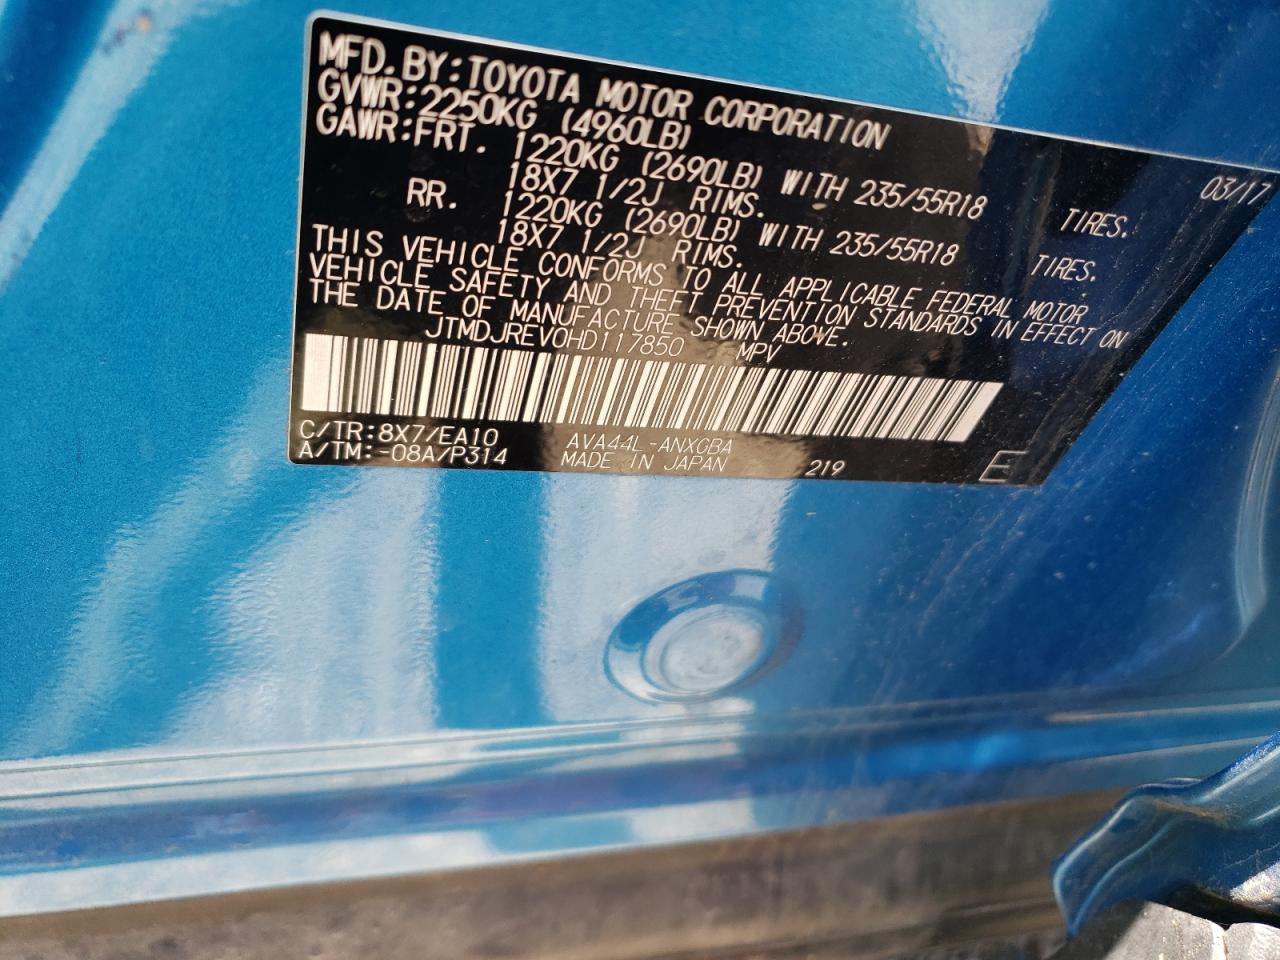 MFD. BY: TOYOTA MOTOR CORPORATION 03/17
GVWR: 2250KG (4960LB)
GAWR: FRT. 1220KG (2690LB) WITH 235/55R18 TIRES.
18X7 1/2J RIMS.
RR. 1220KG (2690LB) WITH 235/55R18 TIRES.
18X7 1/2J RIMS.
THIS VEHICLE CONFORMS TO ALL APPLICABLE FEDERAL MOTOR
VEHICLE SAFETY AND THEFT PREVENTION STANDARDS IN EFFECT ON
THE DATE OF MANUFACTURE SHOWN ABOVE.
JTMDJREV0HD117850 MPV
C/TR: 8X7/EA10 AVA44L-ANXGBA
A/TM: -08A/P314 MADE IN JAPAN 219 E